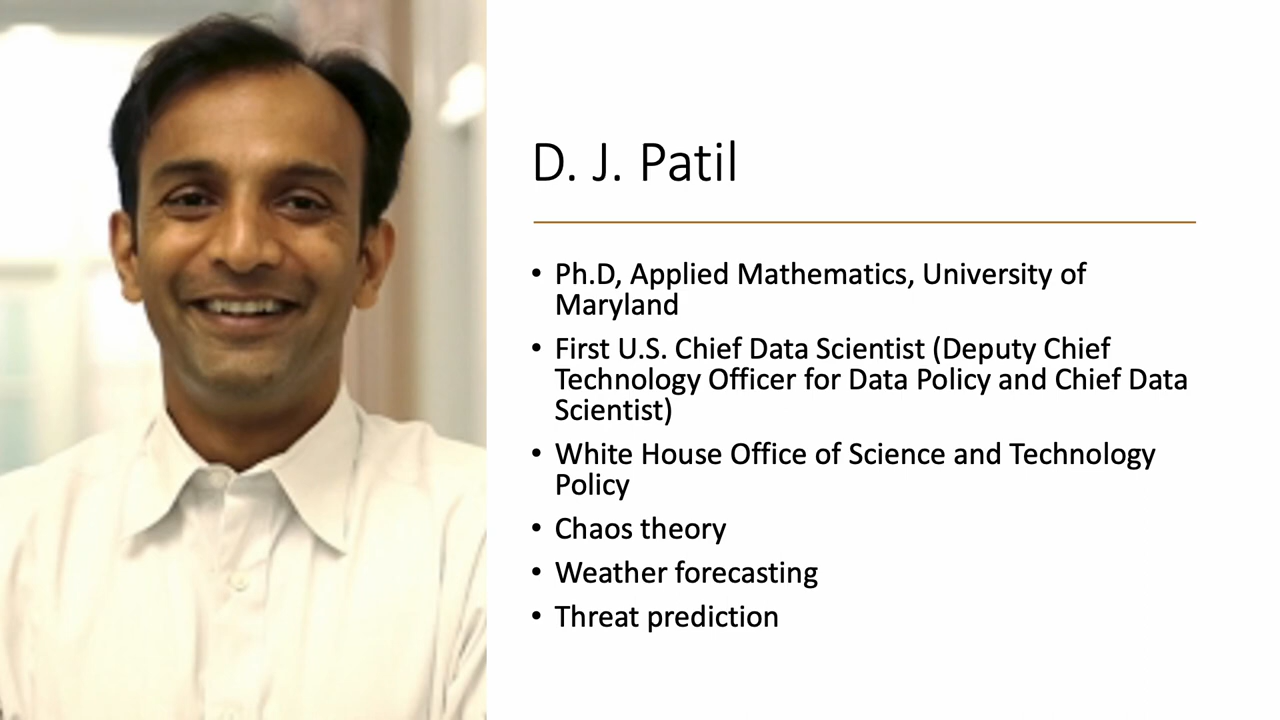 D. J. Patil
• Ph.D, Applied Mathematics, University of
Maryland
• First U.S. Chief Data Scientist (Deputy Chief
Technology Officer for Data Policy and Chief Data
Scientist)
• White House Office of Science and Technology
Policy
• Chaos theory
• Weather forecasting
• Threat prediction